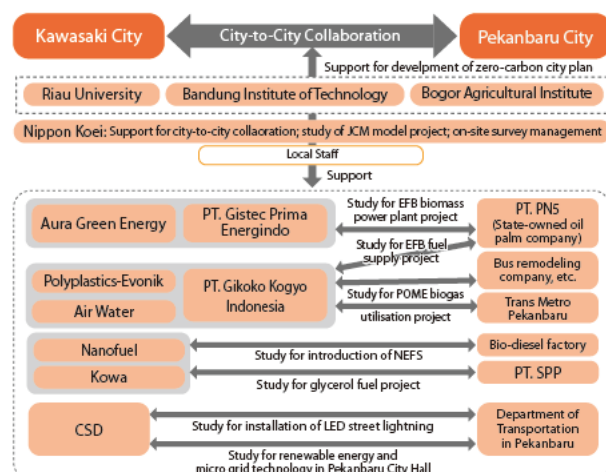 Kawasaki City
City-to-City Collaboration
Pekanbaru City
Support for develpment of zero-carbon city plan
Riau University
Bandung Institute of Technology
Bogor Agricultural Institute
Nippon Koei: Support for city-to-city collaoration; study of JCM model project; on-site survey management
Local Staff
Support
Aura Green Energy
PT. Gistec Prima
Energindo
Study for EFB biomass
power plant project
PT. PN5
(State-owned oil
palm company)
Study for EFB fuel
supply project
Polyplastics-Evonik
Air Water
PT. Gikoko Kogyo
Indonesia
Bus remodeling
company, etc.
Study for POME biogas
utilisation project
Trans Metro
Pekanbaru
Nanofuel
Study for introduction of NEFS
Bio-diesel factory
Kowa
Study for glycerol fuel project
PT. SPP
CSD
Study for installation of LED street lightning
Department of
Transportation
in Pekanbaru
Study for renewable energy and
micro grid technology in Pekanbaru City Hall